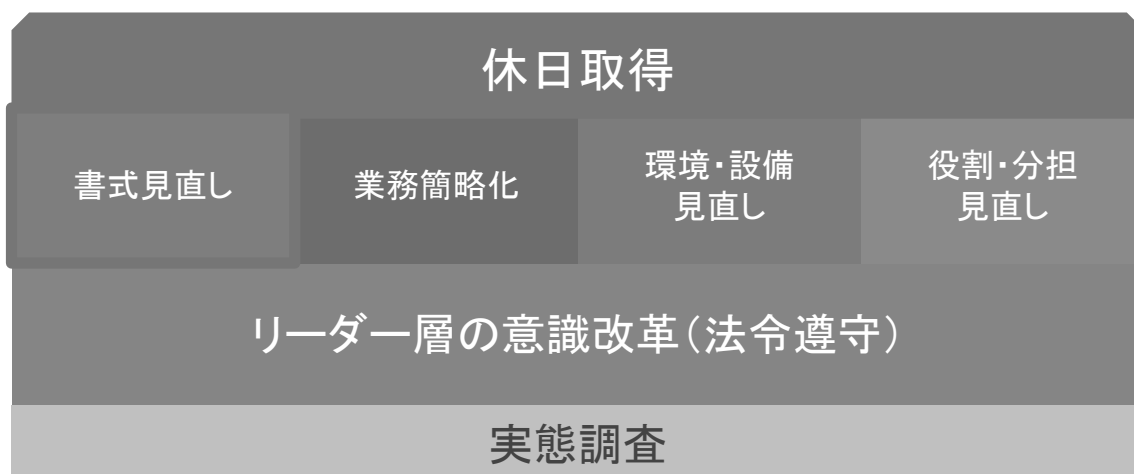 休日取得
書式見直し
業務簡略化
環境・設備
見直し
役割・分担
見直し
リーダー層の意識改革（法令遵守）
実態調査